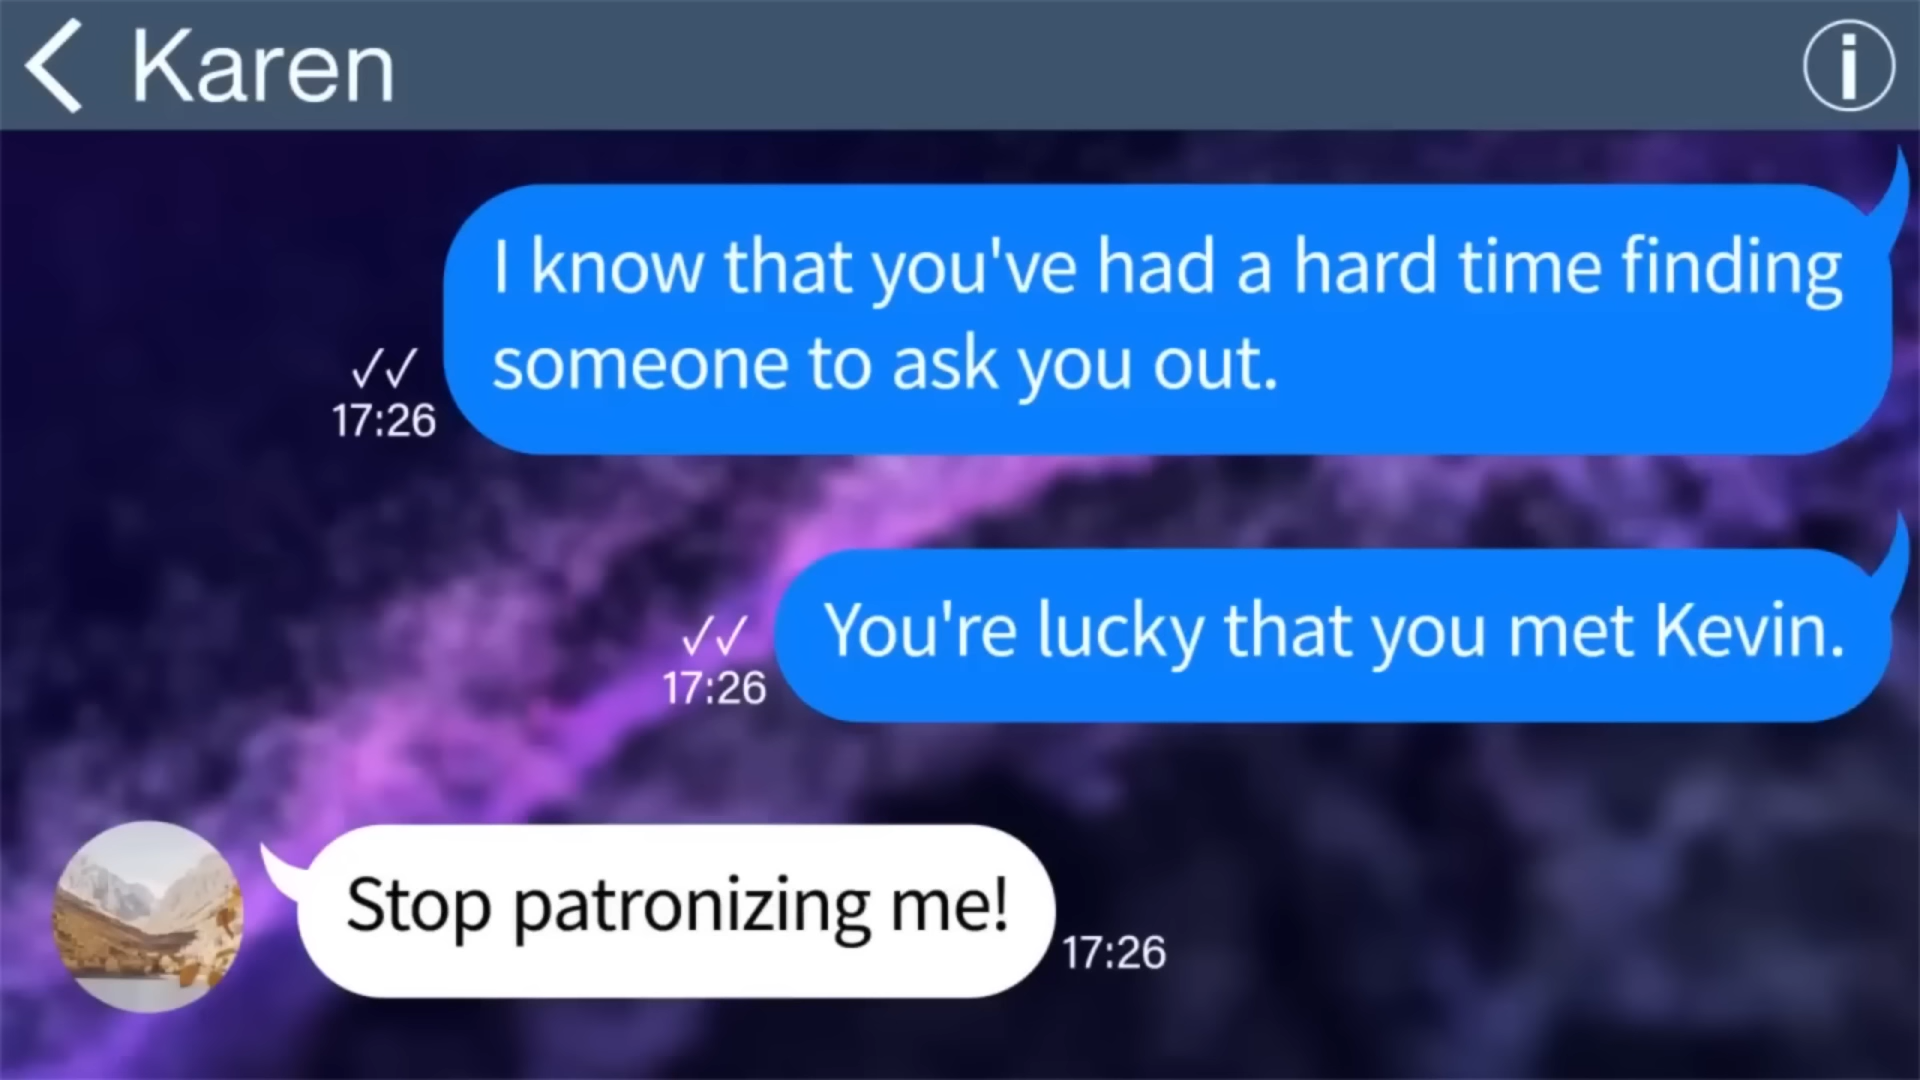 Karen
I know that you've had a hard time finding
someone to ask you out.
✓✓
17:26
You're lucky that you met Kevin.
✓✓
17:26
Stop patronizing me!
17:26